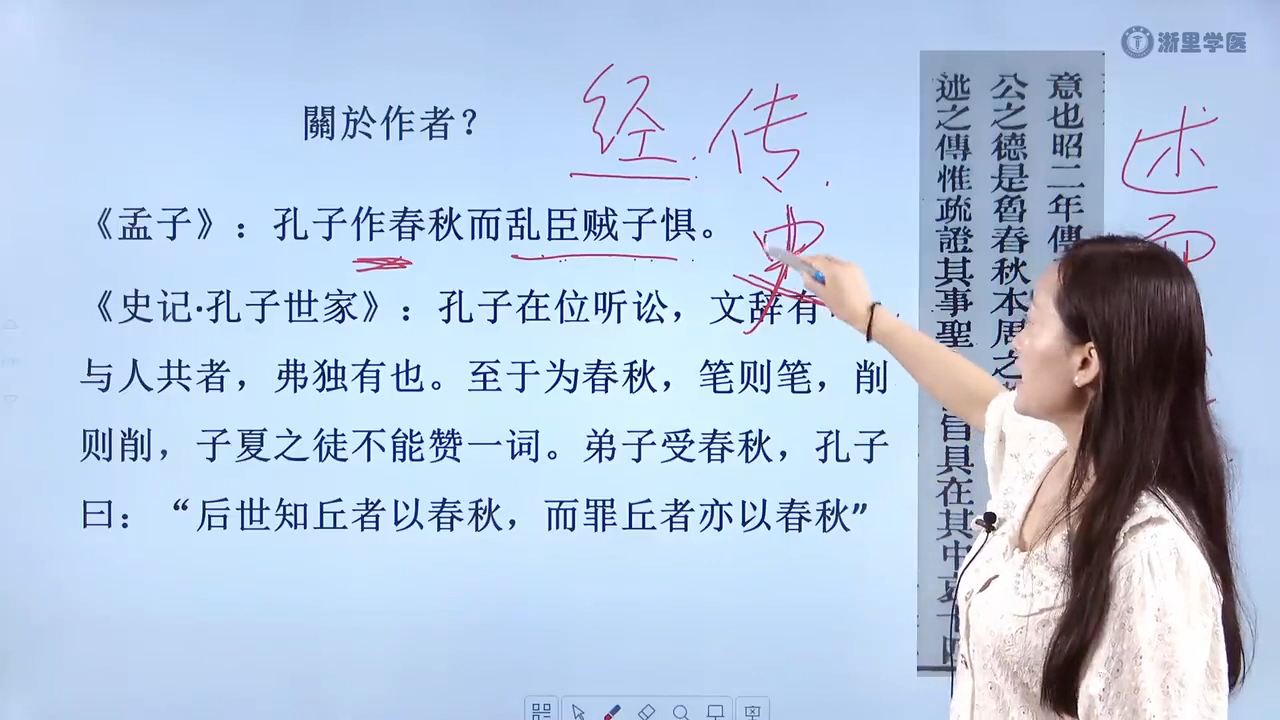 浙里学医
關於作者？
经 传
《孟子》：孔子作春秋而乱臣贼子惧。
史
《史记·孔子世家》：孔子在位听讼，文辞有
与人共者，弗独有也。至于为春秋，笔则笔，削
则削，子夏之徒不能赞一词。弟子受春秋，孔子
曰：“后世知丘者以春秋，而罪丘者亦以春秋”
意也昭二年傳
公之德是魯春秋本周之
述之傳惟疏證其事聖
昌具在其中
述
而